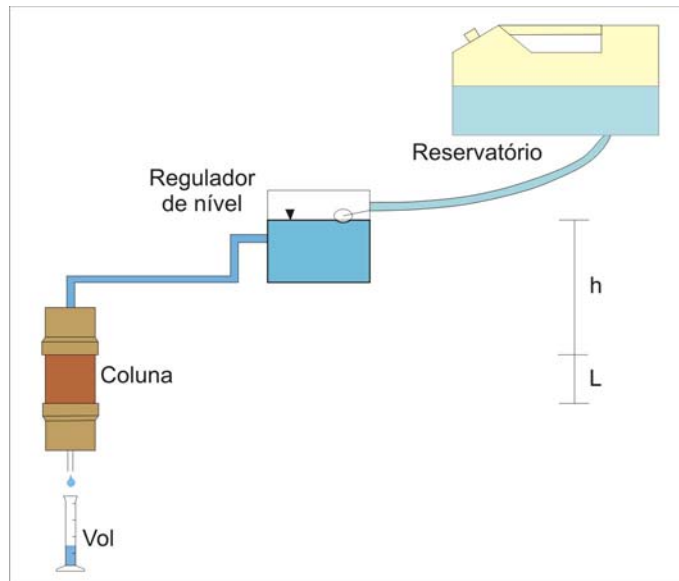 Reservatório
Regulador
de nível
h
Coluna
L
Vol